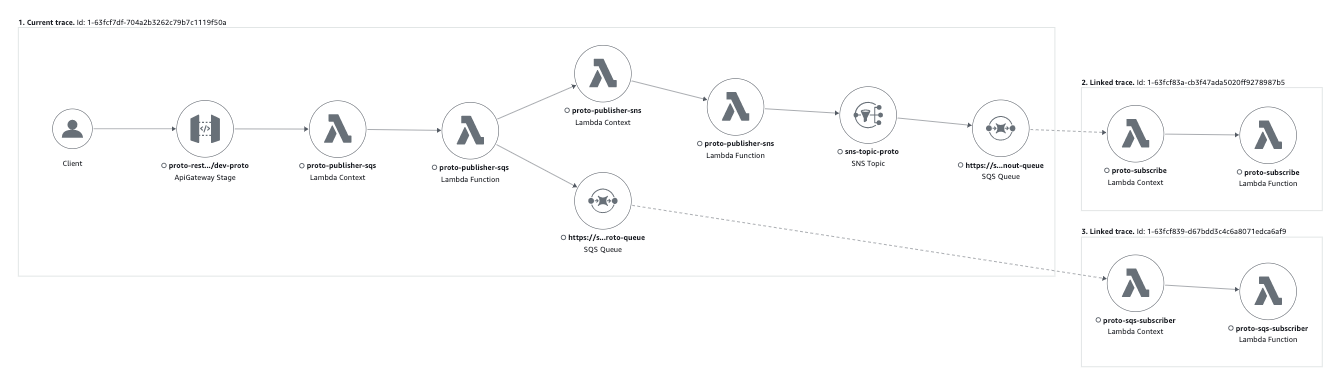 1. Current trace. Id: 1-63fcf7df-704a2b3262c79b7c1119f50a
Client
proto-rest.../dev-proto
ApiGateway Stage
proto-publisher-sqs
Lambda Context
proto-publisher-sqs
Lambda Function
proto-publisher-sns
Lambda Context
proto-publisher-sns
Lambda Function
sns-topic-proto
SNS Topic
https://s...nout-queue
SQS Queue
https://s...roto-queue
SQS Queue
2. Linked trace. Id: 1-63fcf83a-cb3f47ada5020ff9278987b5
proto-subscribe
Lambda Context
proto-subscribe
Lambda Function
3. Linked trace. Id: 1-63fcf839-d67bdd3c4c6a8071edca6af9
proto-sqs-subscriber
Lambda Context
proto-sqs-subscriber
Lambda Function